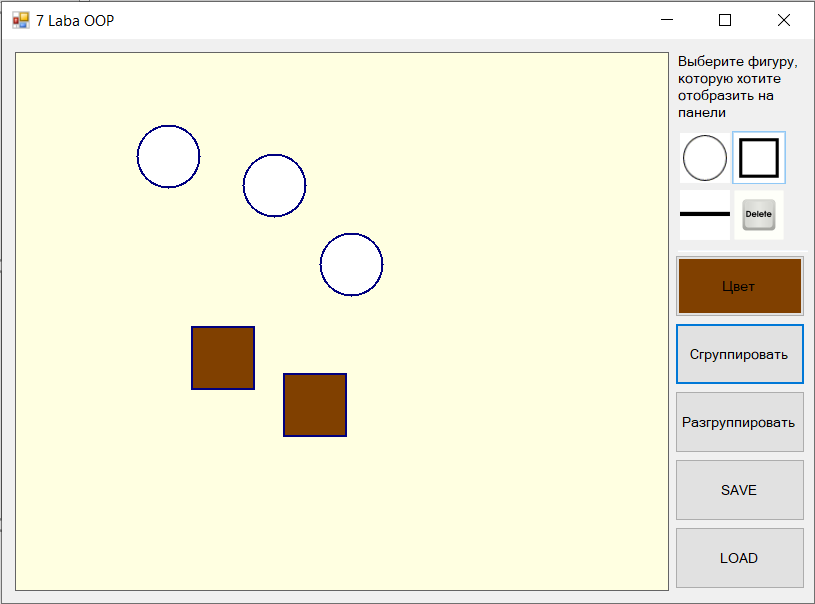 7 Laba OOP
Выберите фигуру,
которую хотите
отобразить на
панели
Delete
Цвет
Сгруппировать
Разгруппировать
SAVE
LOAD